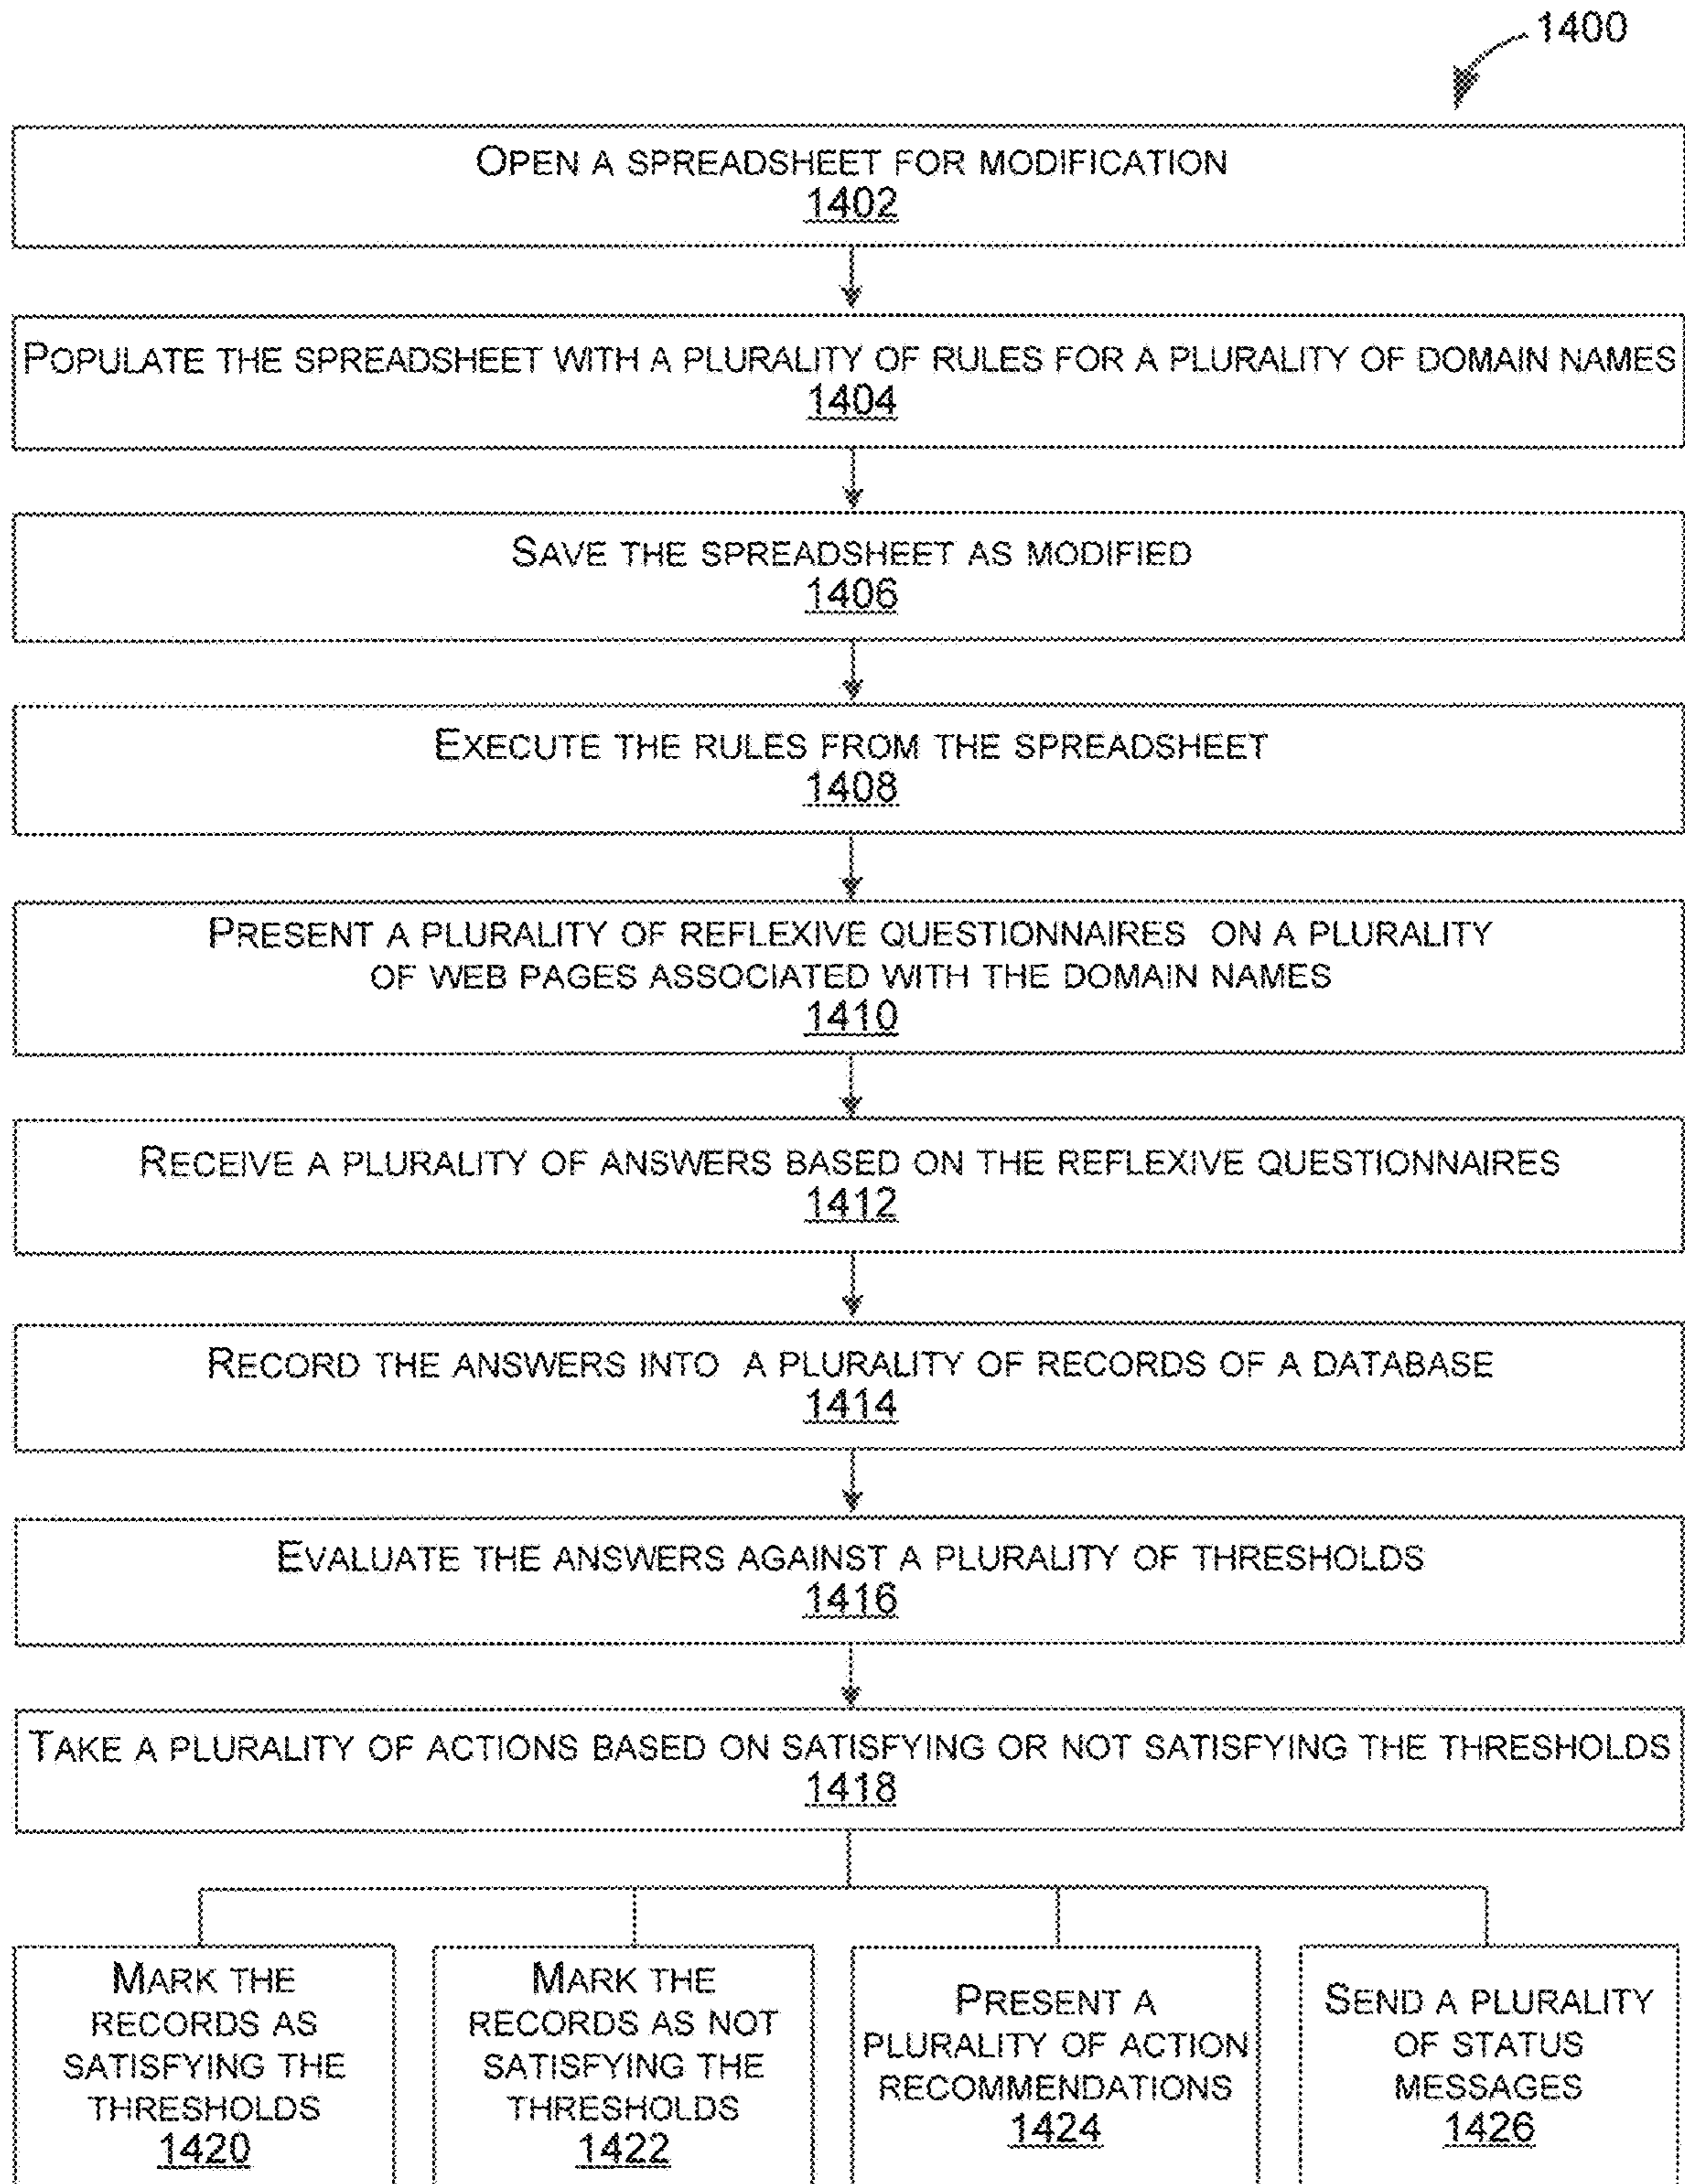 1400
OPEN A SPREADSHEET FOR MODIFICATION
1402
POPULATE THE SPREADSHEET WITH A PLURALITY OF RULES FOR A PLURALITY OF DOMAIN NAMES
1404
SAVE THE SPREADSHEET AS MODIFIED
1406
EXECUTE THE RULES FROM THE SPREADSHEET
1408
PRESENT A PLURALITY OF REFLEXIVE QUESTIONNAIRES ON A PLURALITY
OF WEB PAGES ASSOCIATED WITH THE DOMAIN NAMES
1410
RECEIVE A PLURALITY OF ANSWERS BASED ON THE REFLEXIVE QUESTIONNAIRES
1412
RECORD THE ANSWERS INTO A PLURALITY OF RECORDS OF A DATABASE
1414
EVALUATE THE ANSWERS AGAINST A PLURALITY OF THRESHOLDS
1416
TAKE A PLURALITY OF ACTIONS BASED ON SATISFYING OR NOT SATISFYING THE THRESHOLDS
1418
MARK THE
RECORDS AS
SATISFYING THE
THRESHOLDS
1420
MARK THE
RECORDS AS NOT
SATISFYING THE
THRESHOLDS
1422
PRESENT A
PLURALITY OF ACTION
RECOMMENDATIONS
1424
SEND A PLURALITY
OF STATUS
MESSAGES
1426